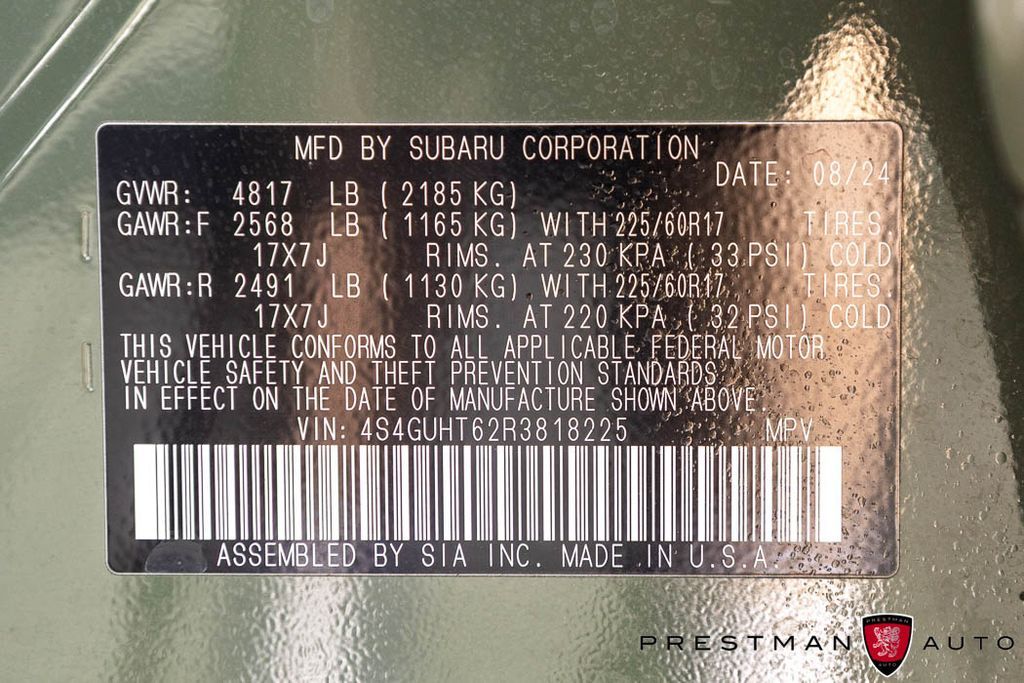 MFD BY SUBARU CORPORATION
DATE: 08/24
GVWR: 4817 LB ( 2185 KG)
GAWR:F 2568 LB ( 1165 KG) WITH 225/60R17 TIRES.
17X7J RIMS. AT 230 KPA ( 33 PSI) COLD
GAWR:R 2491 LB ( 1130 KG) WITH 225/60R17 TIRES.
17X7J RIMS. AT 220 KPA ( 32 PSI) COLD
THIS VEHICLE CONFORMS TO ALL APPLICABLE FEDERAL MOTOR
VEHICLE SAFETY AND THEFT PREVENTION STANDARDS
IN EFFECT ON THE DATE OF MANUFACTURE SHOWN ABOVE.
VIN: 4S4GUHT62R3818225 MPV
ASSEMBLED BY SIA INC. MADE IN U.S.A.
PRESTMAN AUTO
PRESTMAN
AUTO